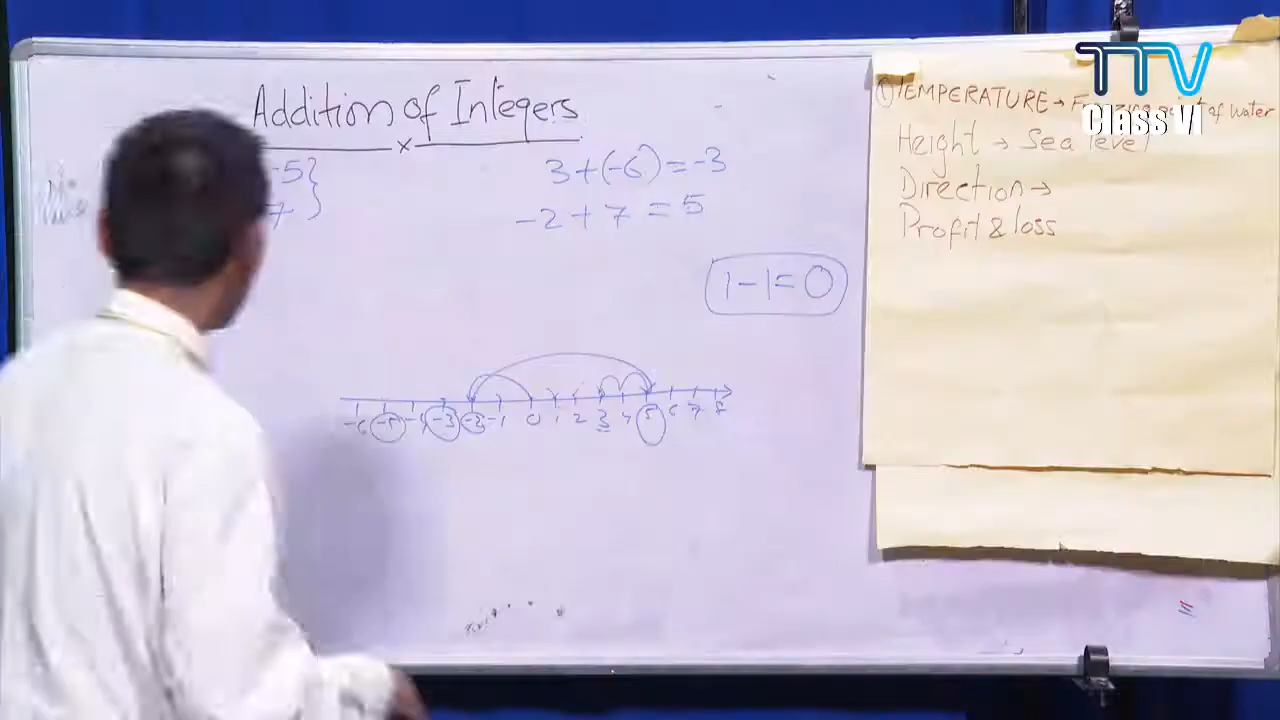 Addition of Integers
-5}
7
3+(-6) = -3
-2 + 7 = 5
1-1=0
-6 -5 -4 -3 -2 -1 0 1 2 3 4 5 6 7 8
TTV
Class VI
① TEMPERATURE → Freezing point of water
Height → Sea level
Direction →
Profit & loss